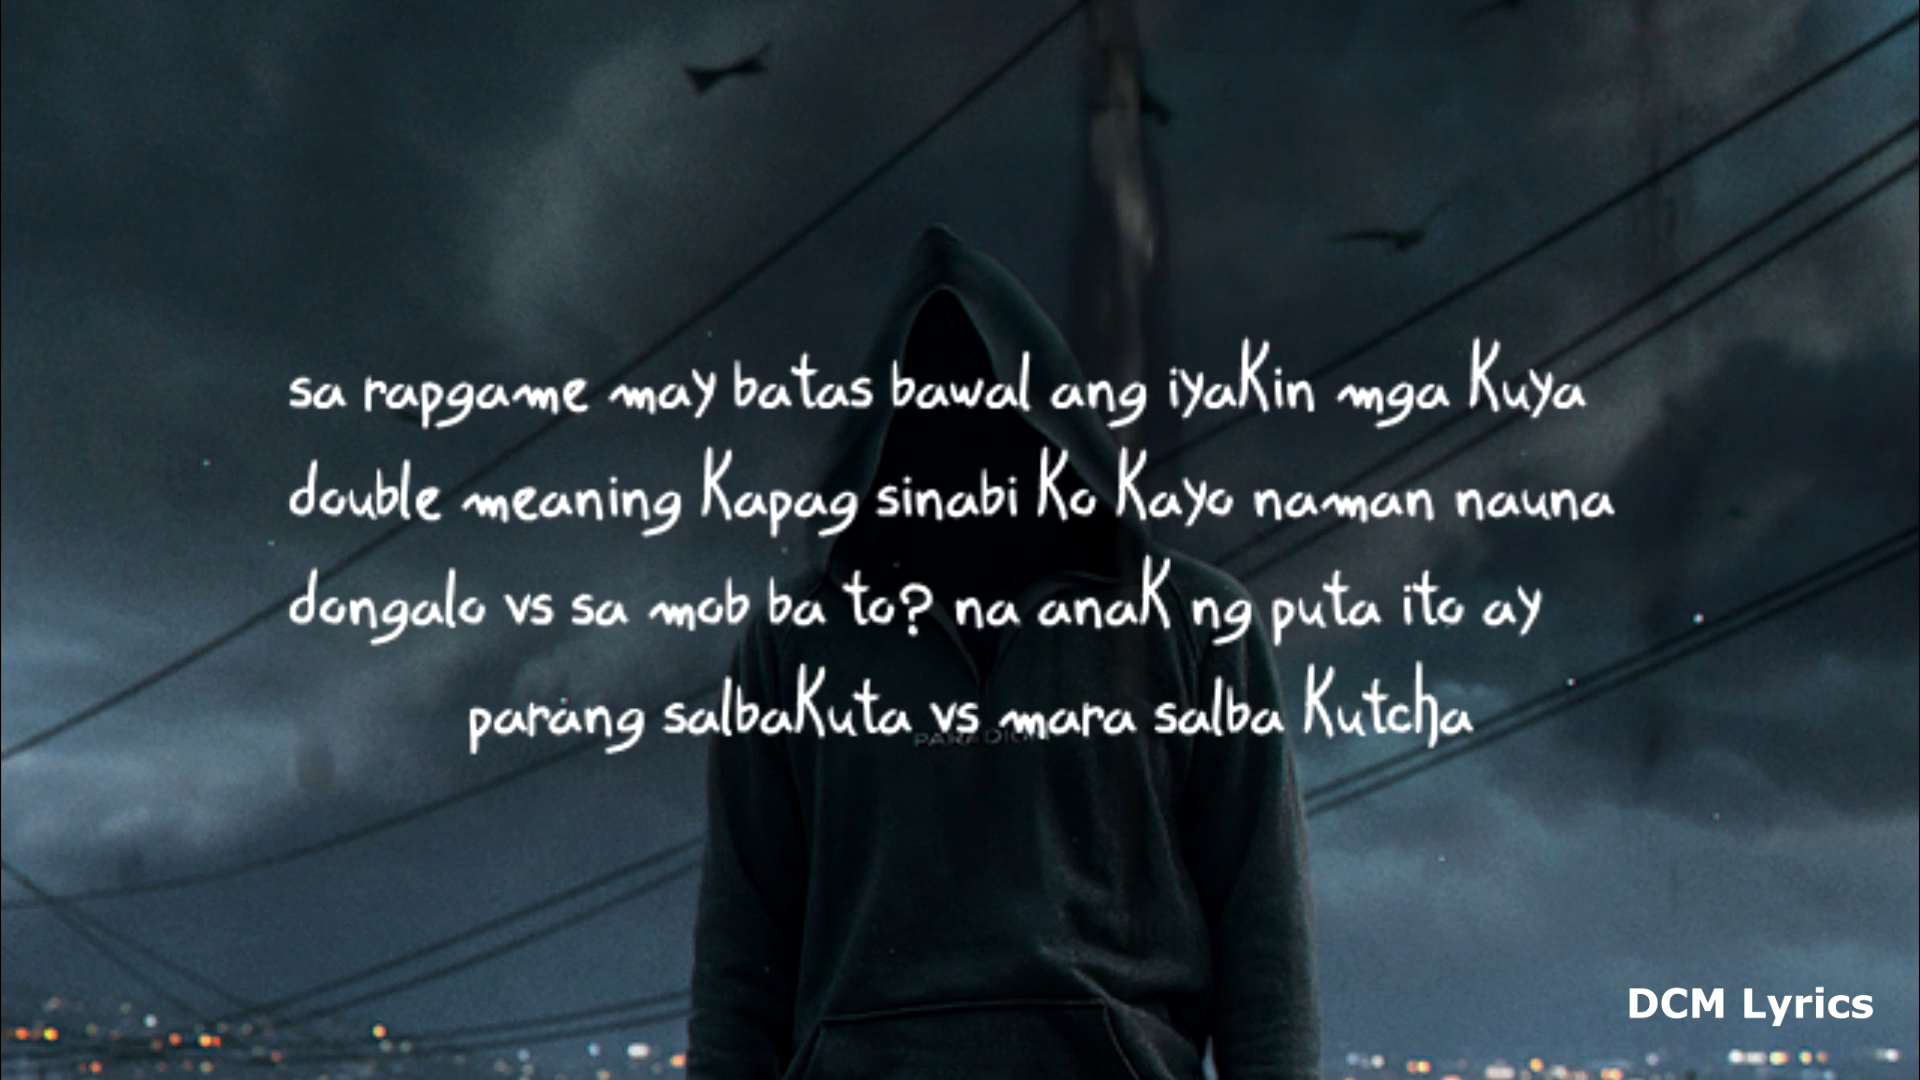 sa rapgame may batas bawal ang iyakin mga kuya
double meaning kapag sinabi ko kayo naman nauna
dongalo vs sa mob ba to? na anak ng puta ito ay
parang salbakuta vs mara salba kutcha
DCM Lyrics